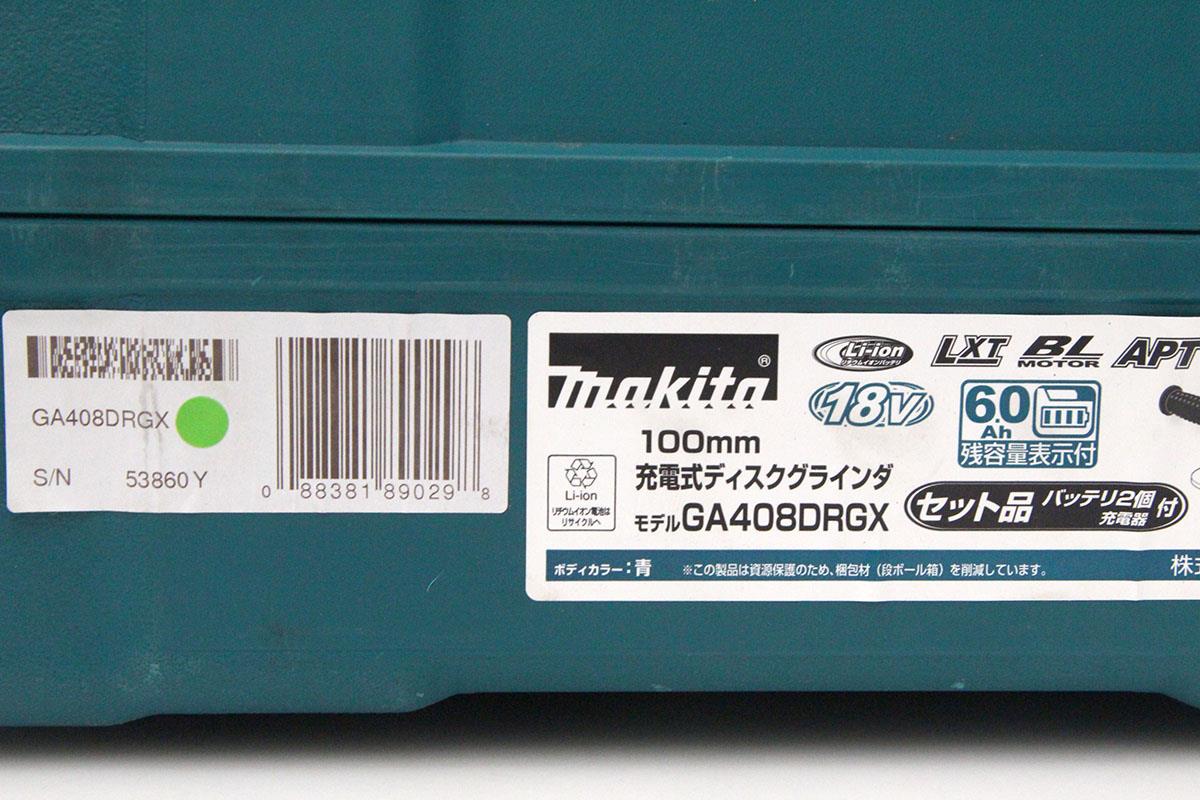 GA408DRGX
S/N 53860 Y
0 88381 89029 8
makita®
Li-ion
リチウムイオンバッテリ
LXT
BL
MOTOR
APT
18V
6.0
Ah
残容量表示付
100mm
充電式ディスクグラインダ
モデルGA408DRGX
Li-ion
リチウムイオン電池は
リサイクルへ
セット品 バッテリ2個
充電器 付
ボディカラー:青 ※この製品は資源保護のため、梱包材(段ボール箱)を削減しています。 株式